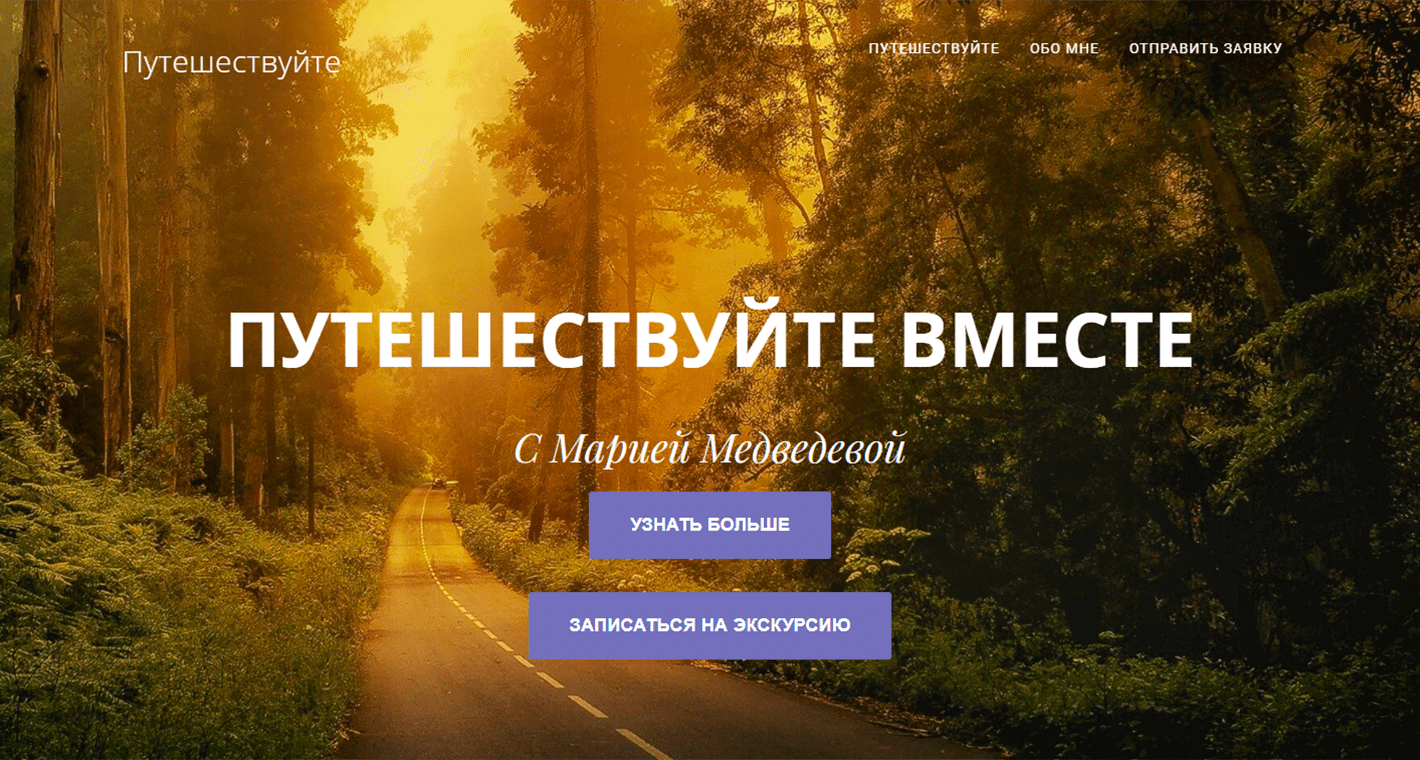 Путешествуйте
ПУТЕШЕСТВУЙТЕ ОБО МНЕ ОТПРАВИТЬ ЗАЯВКУ
ПУТЕШЕСТВУЙТЕ ВМЕСТЕ
С Марией Медведевой
УЗНАТЬ БОЛЬШЕ
ЗАПИСАТЬСЯ НА ЭКСКУРСИЮ